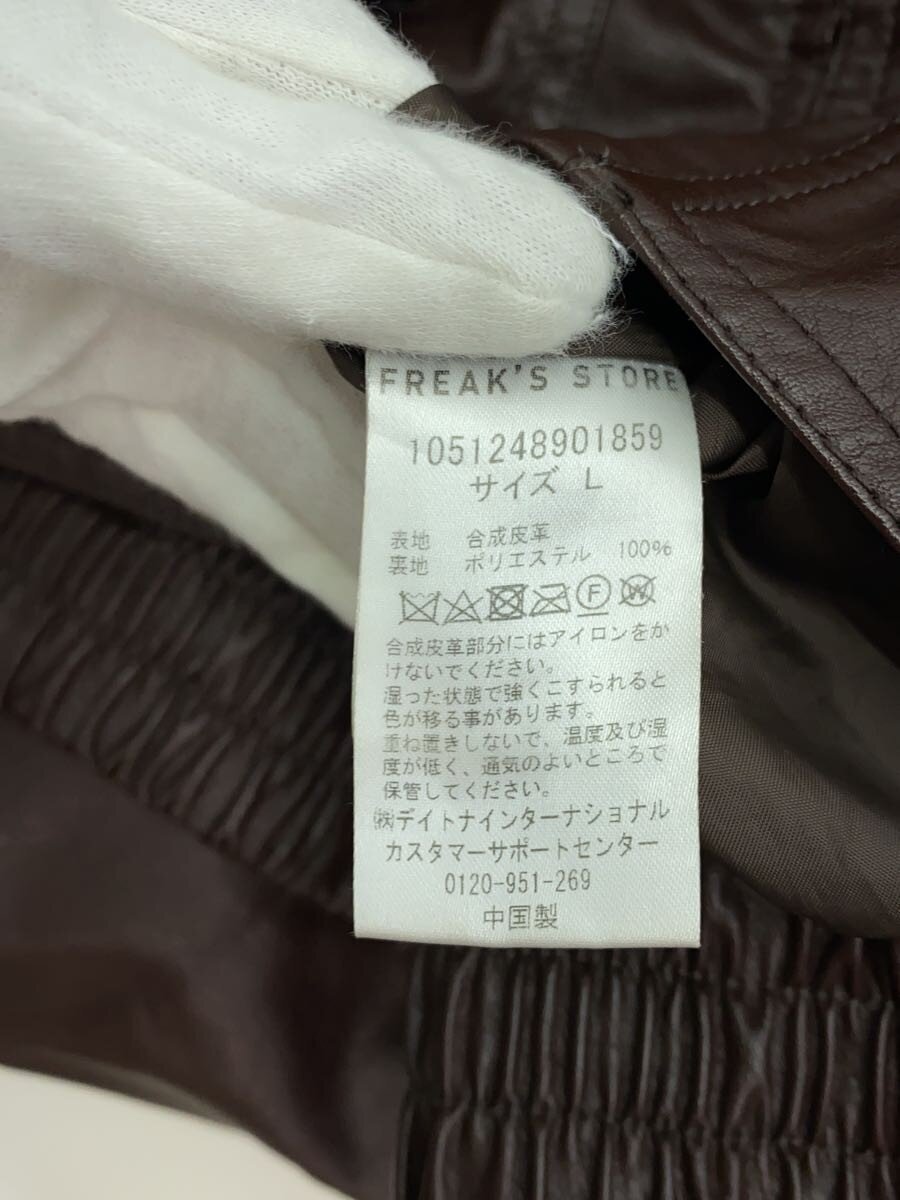 FREAK'S STORE
1051248901859
サイズ L
表地 合成皮革
裏地 ポリエステル 100%
合成皮革部分にはアイロンをか
けないでください。
湿った状態で強くこすられると
色が移る事があります。
重ね置きしないで、温度及び湿
度が低く、通気のよいところで
保管してください。
㈱デイトナインターナショナル
カスタマーサポートセンター
0120-951-269
中国製